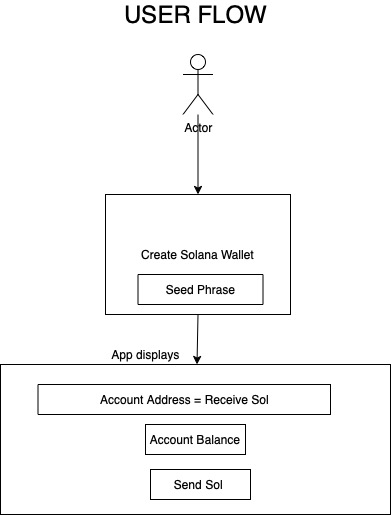 USER FLOW
Actor
Create Solana Wallet
Seed Phrase
App displays
Account Address = Receive Sol
Account Balance
Send Sol